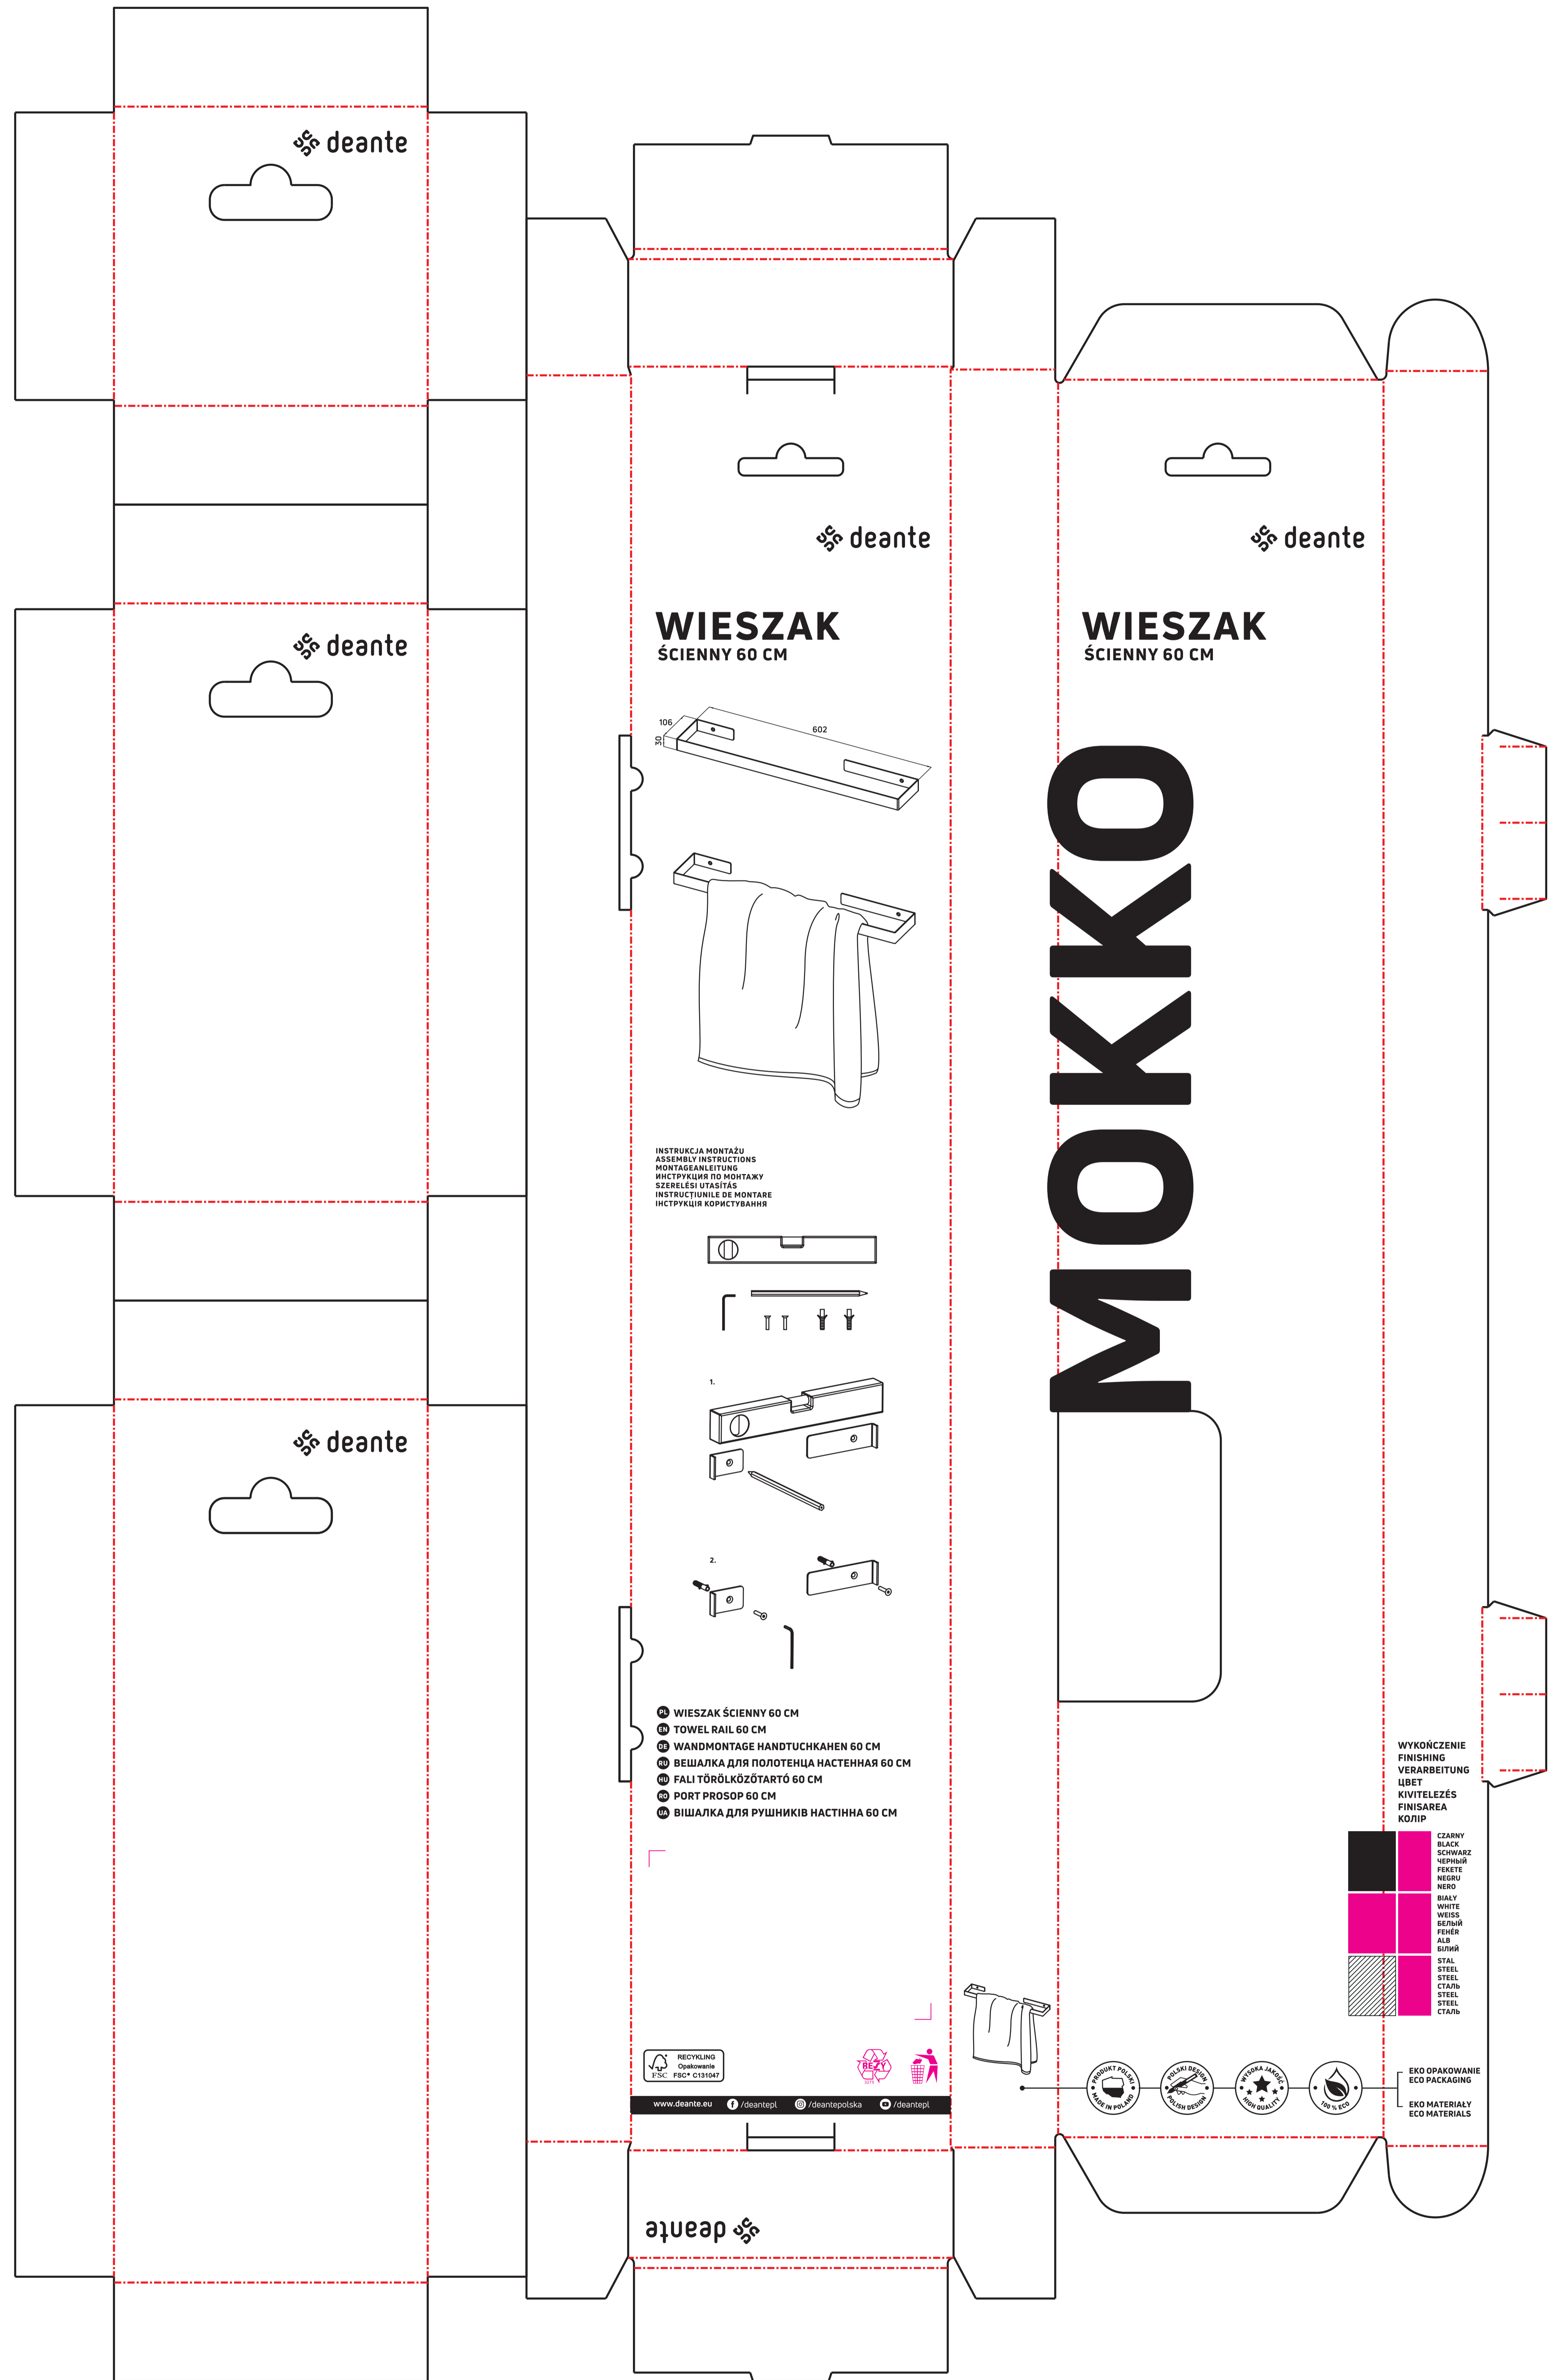 deante
deante
deante
deante
WIESZAK
ŚCIENNY 60 CM
106
30
602
INSTRUKCJA MONTAŻU
ASSEMBLY INSTRUCTIONS
MONTAGEANLEITUNG
ИНСТРУКЦИЯ ПО МОНТАЖУ
SZERELÉSI UTASÍTÁS
INSTRUCȚIUNILE DE MONTARE
ІНСТРУКЦІЯ КОРИСТУВАННЯ
1.
2.
PL WIESZAK ŚCIENNY 60 CM
EN TOWEL RAIL 60 CM
DE WANDMONTAGE HANDTUCHKAHEN 60 CM
RU ВЕШАЛКА ДЛЯ ПОЛОТЕНЦА НАСТЕННАЯ 60 CM
HU FALI TÖRÖLKÖZŐTARTÓ 60 CM
RO PORT PROSOP 60 CM
UA ВІШАЛКА ДЛЯ РУШНИКІВ НАСТІННА 60 CM
RECYKLING
Opakowanie
FSC FSC® C131047
RESY
www.deante.eu /deantepl /deantepolska /deantepl
deante
deante
WIESZAK
ŚCIENNY 60 CM
MOKKO
WYKOŃCZENIE
FINISHING
VERARBEITUNG
ЦВЕТ
KIVITELEZÉS
FINISAREA
КОЛІР
CZARNY
BLACK
SCHWARZ
ЧЕРНЫЙ
FEKETE
NEGRU
NERO
BIAŁY
WHITE
WEISS
БЕЛЫЙ
FEHÉR
ALB
БІЛИЙ
STAL
STEEL
STEEL
СТАЛЬ
STEEL
STEEL
СТАЛЬ
PRODUKT POLSKI
MADE IN POLAND
POLSKI DESIGN
POLISH DESIGN
WYSOKA JAKOŚĆ
HIGH QUALITY
100 % ECO
EKO OPAKOWANIE
ECO PACKAGING
EKO MATERIAŁY
ECO MATERIALS